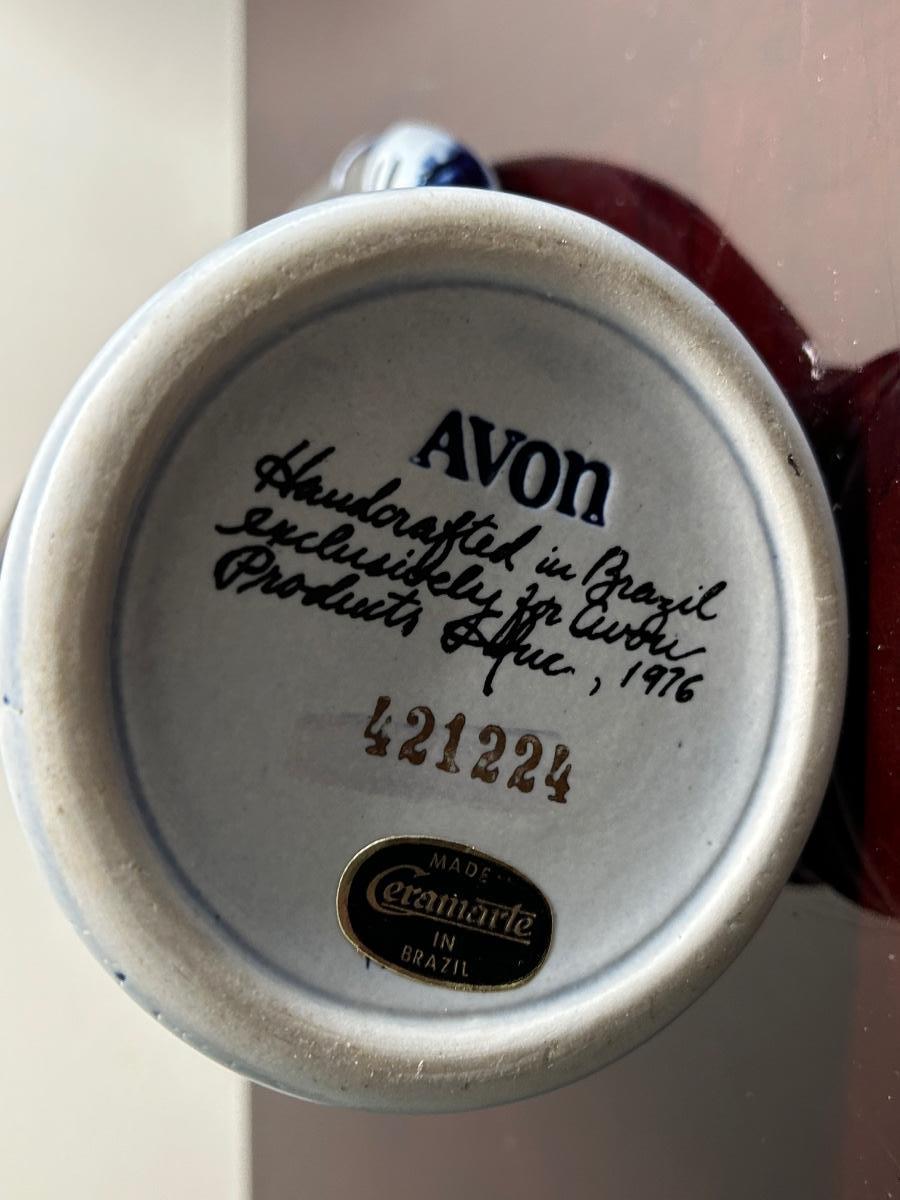 AVON
Handcrafted in Brazil
exclusively for Avon
Products Inc, 1976
421224
MADE
Ceramarte
IN
BRAZIL